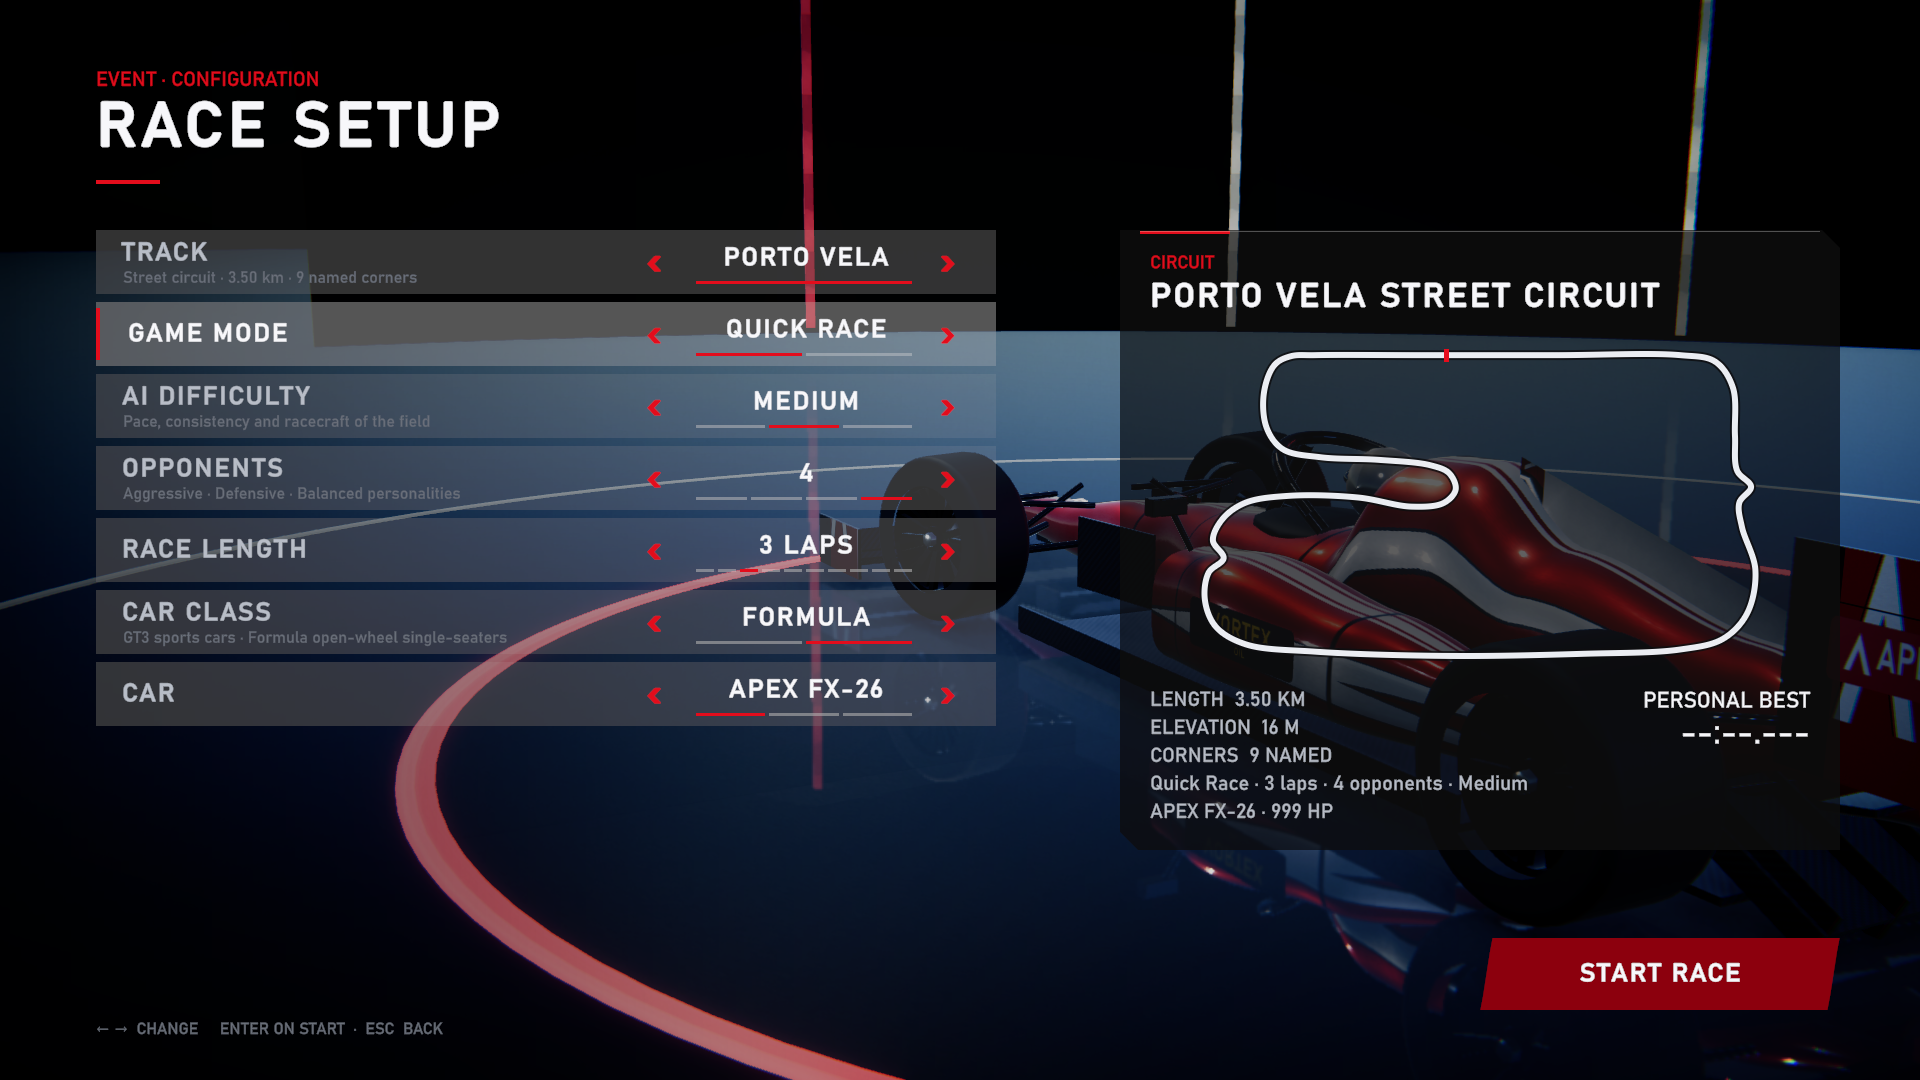 EVENT · CONFIGURATION
RACE SETUP
TRACK
Street circuit · 3.50 km · 9 named corners
PORTO VELA
GAME MODE
QUICK RACE
AI DIFFICULTY
Pace, consistency and racecraft of the field
MEDIUM
OPPONENTS
Aggressive · Defensive · Balanced personalities
4
RACE LENGTH
3 LAPS
CAR CLASS
GT3 sports cars · Formula open-wheel single-seaters
FORMULA
CAR
APEX FX-26
CIRCUIT
PORTO VELA STREET CIRCUIT
VORTEX
LENGTH 3.50 KM
ELEVATION 16 M
CORNERS 9 NAMED
Quick Race · 3 laps · 4 opponents · Medium
APEX FX-26 · 999 HP
PERSONAL BEST
--:--.---
START RACE
← → CHANGE ENTER ON START · ESC BACK